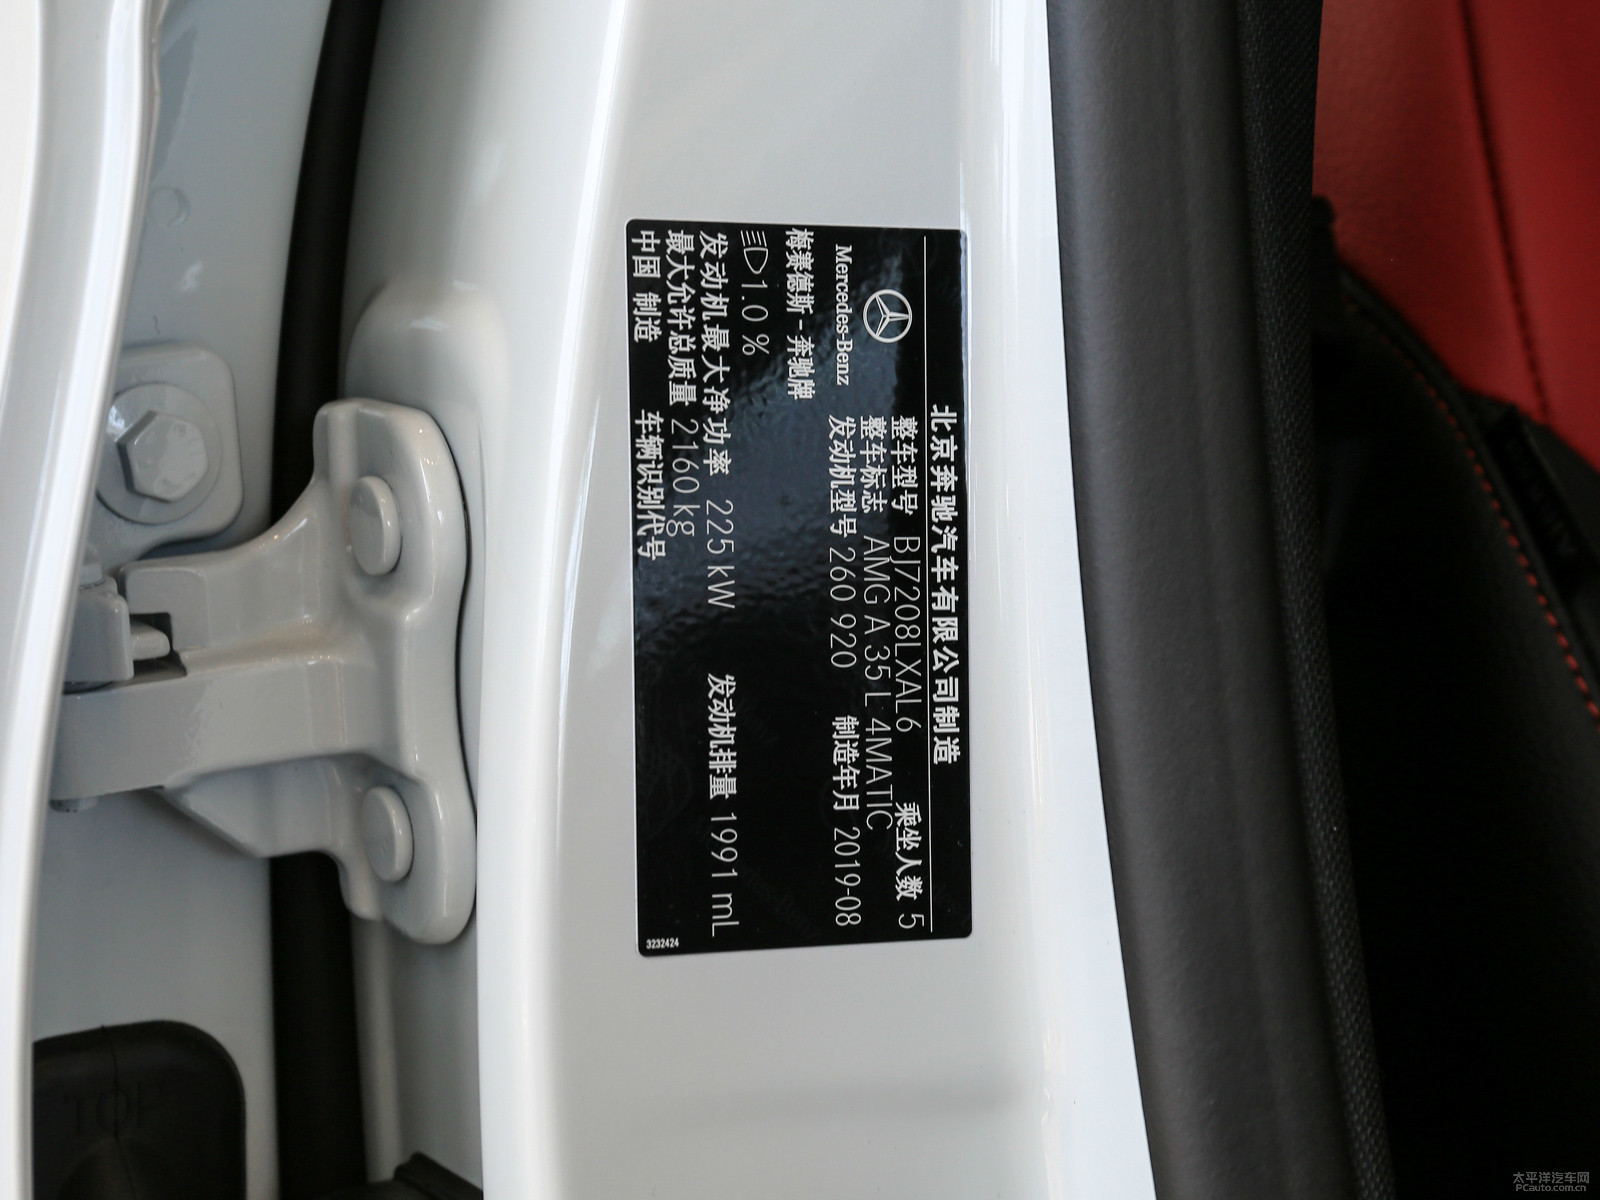 北京奔驰汽车有限公司制造
Mercedes-Benz
梅赛德斯-奔驰牌
整车型号 BJ7208LXAL6 乘坐人数 5
整车标志 AMG A 35 L 4MATIC
发动机型号 260 920 制造年月 2019-08
1.0 %
发动机最大净功率 225 kW 发动机排量 1991 mL
最大允许总质量 2160 kg
中国 制造 车辆识别代号
3232424
太平洋汽车网
PCauto.com.cn